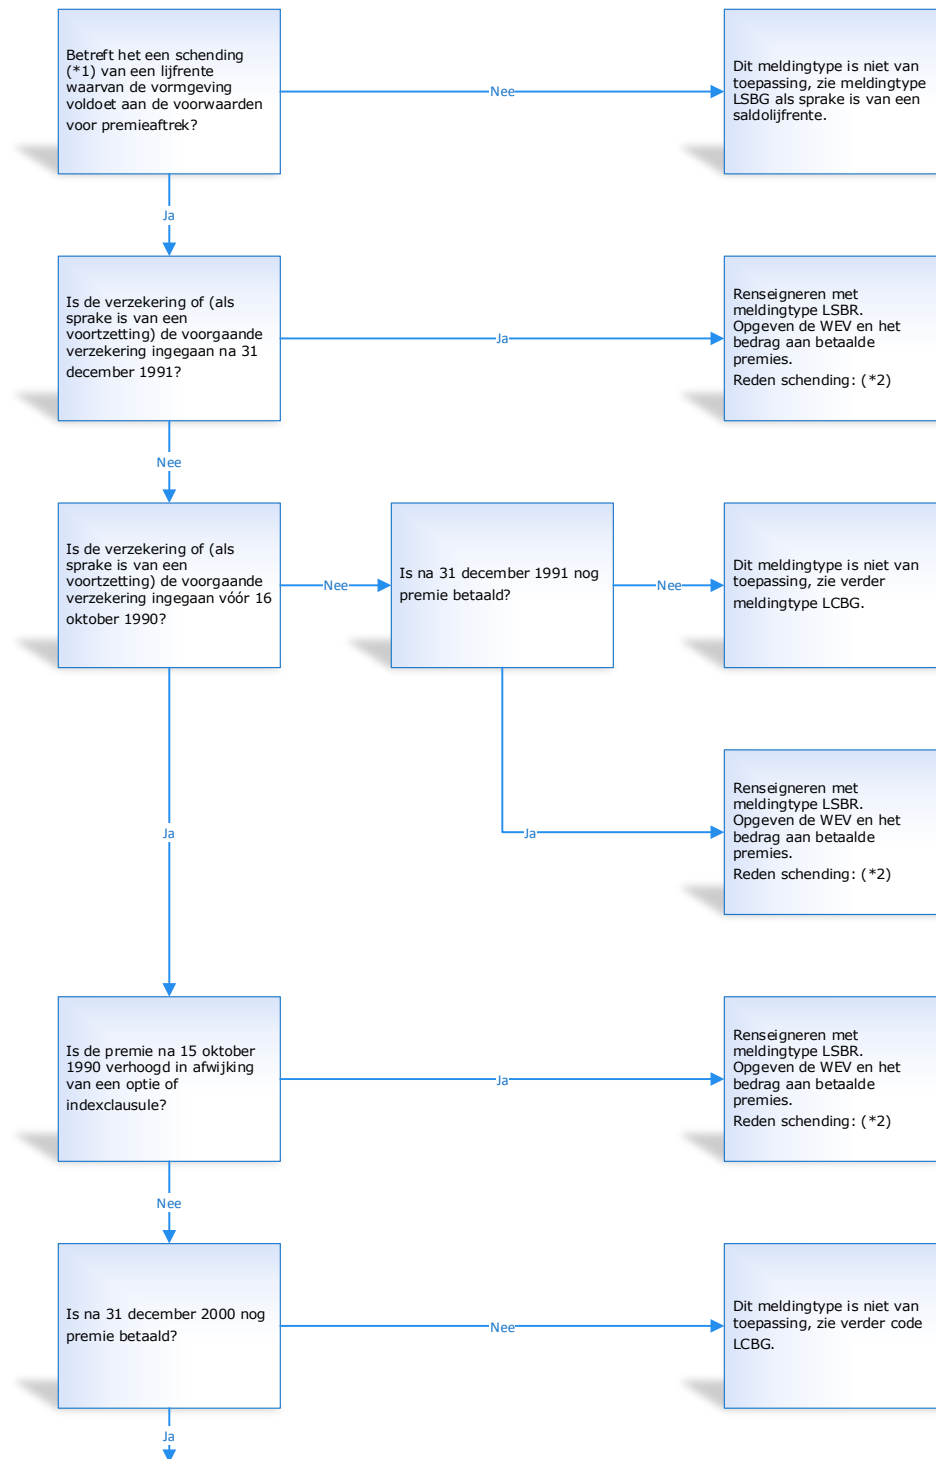 Betreft het een schending
(*1) van een lijfrente
waarvan de vormgeving
voldoet aan de voorwaarden
voor premieaftrek?
Nee
Dit meldingtype is niet van
toepassing, zie meldingtype
LSBG als sprake is van een
saldolijfrente.
Ja
Is de verzekering of (als
sprake is van een
voortzetting) de voorgaande
verzekering ingegaan na 31
december 1991?
Ja
Renseigneren met
meldingtype LSBR.
Opgeven de WEV en het
bedrag aan betaalde
premies.
Reden schending: (*2)
Nee
Is de verzekering of (als
sprake is van een
voortzetting) de voorgaande
verzekering ingegaan vóór 16
oktober 1990?
Nee
Is na 31 december 1991 nog
premie betaald?
Nee
Dit meldingtype is niet van
toepassing, zie verder
meldingtype LCBG.
Ja
Ja
Renseigneren met
meldingtype LSBR.
Opgeven de WEV en het
bedrag aan betaalde
premies.
Reden schending: (*2)
Is de premie na 15 oktober
1990 verhoogd in afwijking
van een optie of
indexclausule?
Ja
Renseigneren met
meldingtype LSBR.
Opgeven de WEV en het
bedrag aan betaalde
premies.
Reden schending: (*2)
Nee
Is na 31 december 2000 nog
premie betaald?
Nee
Dit meldingtype is niet van
toepassing, zie verder code
LCBG.
Ja